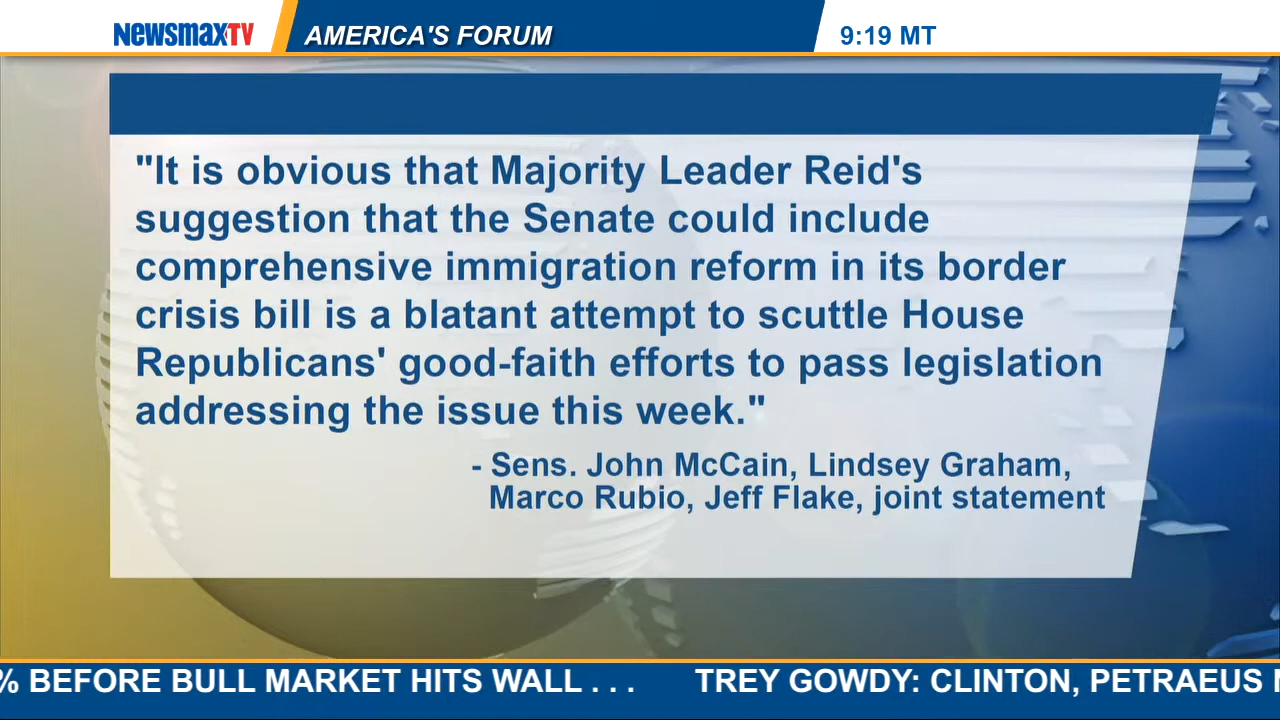 NEWSMAXTV
AMERICA'S FORUM
9:19 MT
"It is obvious that Majority Leader Reid's
suggestion that the Senate could include
comprehensive immigration reform in its border
crisis bill is a blatant attempt to scuttle House
Republicans' good-faith efforts to pass legislation
addressing the issue this week."
- Sens. John McCain, Lindsey Graham,
Marco Rubio, Jeff Flake, joint statement
% BEFORE BULL MARKET HITS WALL . . . TREY GOWDY: CLINTON, PETRAEUS